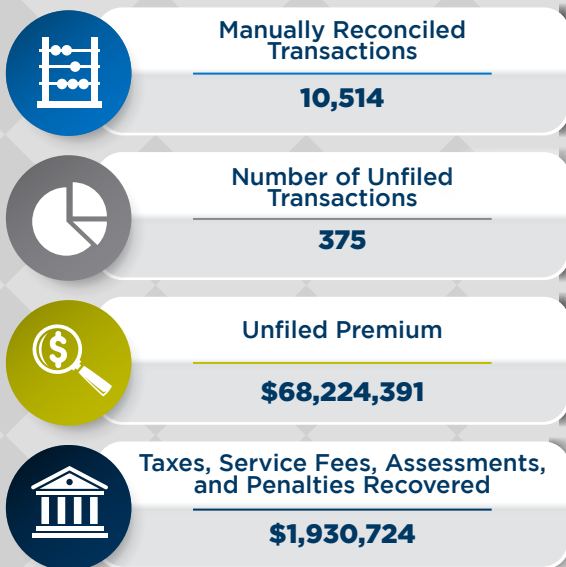 Manually Reconciled
Transactions
10,514
Number of Unfiled
Transactions
375
Unfiled Premium
$
$68,224,391
Taxes, Service Fees, Assessments,
and Penalties Recovered
$1,930,724